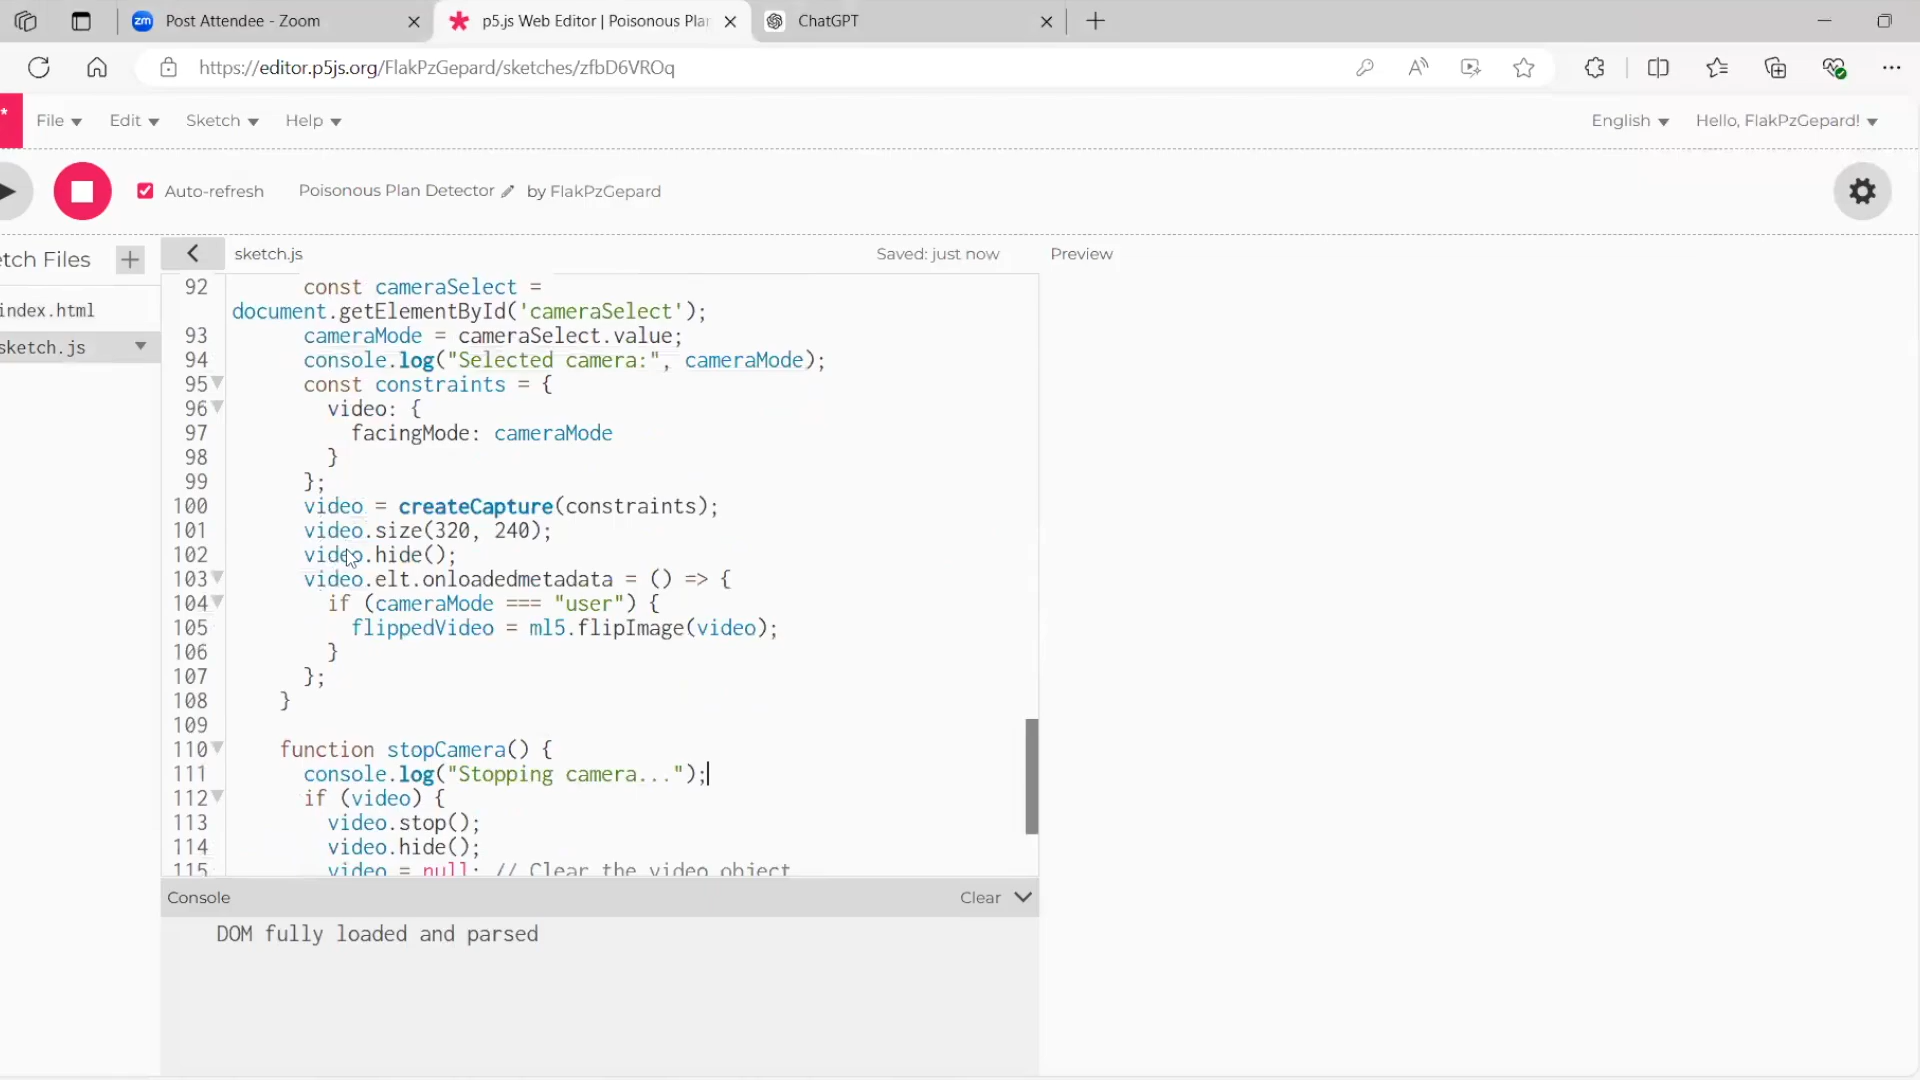 Post Attendee - Zoom
p5.js Web Editor | Poisonous Plan
ChatGPT
https://editor.p5js.org/FlakPzGepard/sketches/zfbD6VROq
File Edit Sketch Help English Hello, FlakPzGepard!
Auto-refresh Poisonous Plan Detector by FlakPzGepard
etch Files
sketch.js Saved: just now Preview
index.html
sketch.js
92 const cameraSelect =
document.getElementById('cameraSelect');
93 cameraMode = cameraSelect.value;
94 console.log("Selected camera:", cameraMode);
95 const constraints = {
96 video: {
97 facingMode: cameraMode
98 }
99 };
100 video = createCapture(constraints);
101 video.size(320, 240);
102 video.hide();
103 video.elt.onloadedmetadata = () => {
104 if (cameraMode === "user") {
105 flippedVideo = ml5.flipImage(video);
106 }
107 };
108 }
109
110 function stopCamera() {
111 console.log("Stopping camera...");
112 if (video) {
113 video.stop();
114 video.hide();
115 video = null; // Clear the video object
Console Clear
DOM fully loaded and parsed